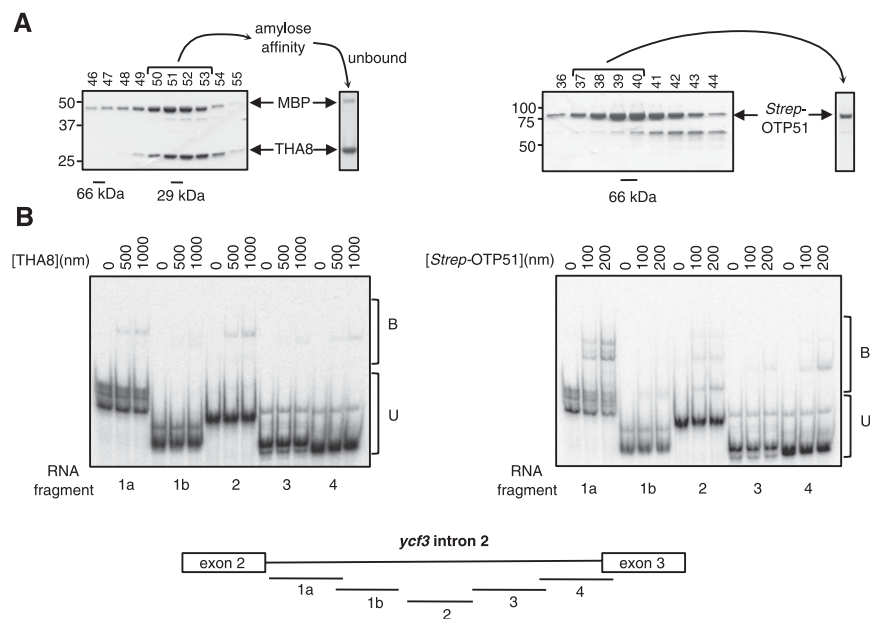 A
amylose
affinity
unbound
46 47 48 49 50 51 52 53 54 55
50
37
25
MBP
THA8
66 kDa
29 kDa
36 37 38 39 40 41 42 43 44
100
75
50
Strep-
OTP51
66 kDa
B
[THA8](nm) 0 500 1000 0 500 1000 0 500 1000 0 500 1000 0 500 1000
B
U
RNA
fragment
1a 1b 2 3 4
[Strep-OTP51](nm) 0 100 200 0 100 200 0 100 200 0 100 200 0 100 200
B
U
RNA
fragment
1a 1b 2 3 4
ycf3 intron 2
exon 2
exon 3
1a
1b
2
3
4